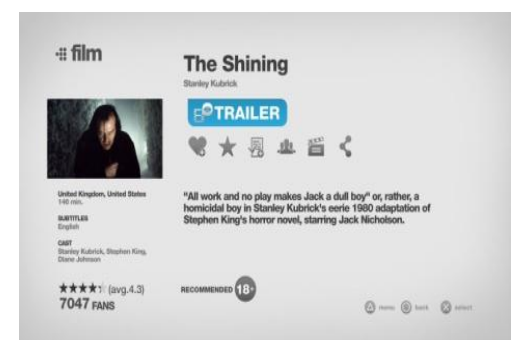 film
The Shining
Stanley Kubrick
TRAILER
United Kingdom, United States
146 min.
SUBTITLES
English
CAST
Stanley Kubrick, Stephen King,
Diane Johnson
"All work and no play makes Jack a dull boy" or, rather, a
homicidal boy in Stanley Kubrick's eerie 1980 adaptation of
Stephen King's horror novel, starring Jack Nicholson.
(avg.4.3)
7047 FANS
RECOMMENDED 18+
menu back select